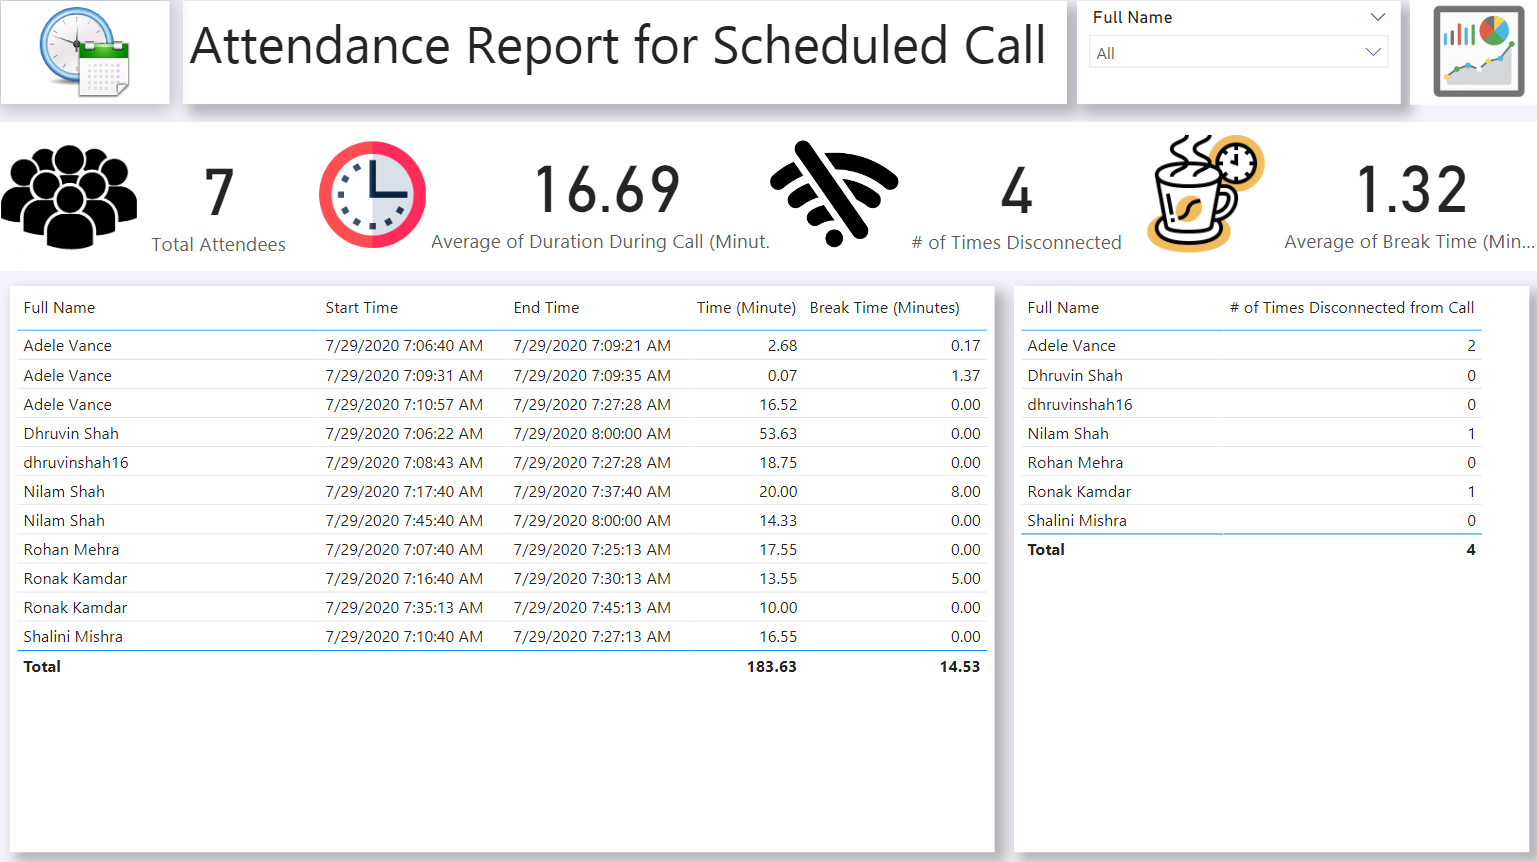 Attendance Report for Scheduled Call
Full Name
All
7
Total Attendees
16.69
Average of Duration During Call (Minut.
4
# of Times Disconnected
1.32
Average of Break Time (Min...
Full Name Start Time End Time Time (Minute) Break Time (Minutes)
Adele Vance 7/29/2020 7:06:40 AM 7/29/2020 7:09:21 AM 2.68 0.17
Adele Vance 7/29/2020 7:09:31 AM 7/29/2020 7:09:35 AM 0.07 1.37
Adele Vance 7/29/2020 7:10:57 AM 7/29/2020 7:27:28 AM 16.52 0.00
Dhruvin Shah 7/29/2020 7:06:22 AM 7/29/2020 8:00:00 AM 53.63 0.00
dhruvinshah16 7/29/2020 7:08:43 AM 7/29/2020 7:27:28 AM 18.75 0.00
Nilam Shah 7/29/2020 7:17:40 AM 7/29/2020 7:37:40 AM 20.00 8.00
Nilam Shah 7/29/2020 7:45:40 AM 7/29/2020 8:00:00 AM 14.33 0.00
Rohan Mehra 7/29/2020 7:07:40 AM 7/29/2020 7:25:13 AM 17.55 0.00
Ronak Kamdar 7/29/2020 7:16:40 AM 7/29/2020 7:30:13 AM 13.55 5.00
Ronak Kamdar 7/29/2020 7:35:13 AM 7/29/2020 7:45:13 AM 10.00 0.00
Shalini Mishra 7/29/2020 7:10:40 AM 7/29/2020 7:27:13 AM 16.55 0.00
Total 183.63 14.53
Full Name # of Times Disconnected from Call
Adele Vance 2
Dhruvin Shah 0
dhruvinshah16 0
Nilam Shah 1
Rohan Mehra 0
Ronak Kamdar 1
Shalini Mishra 0
Total 4